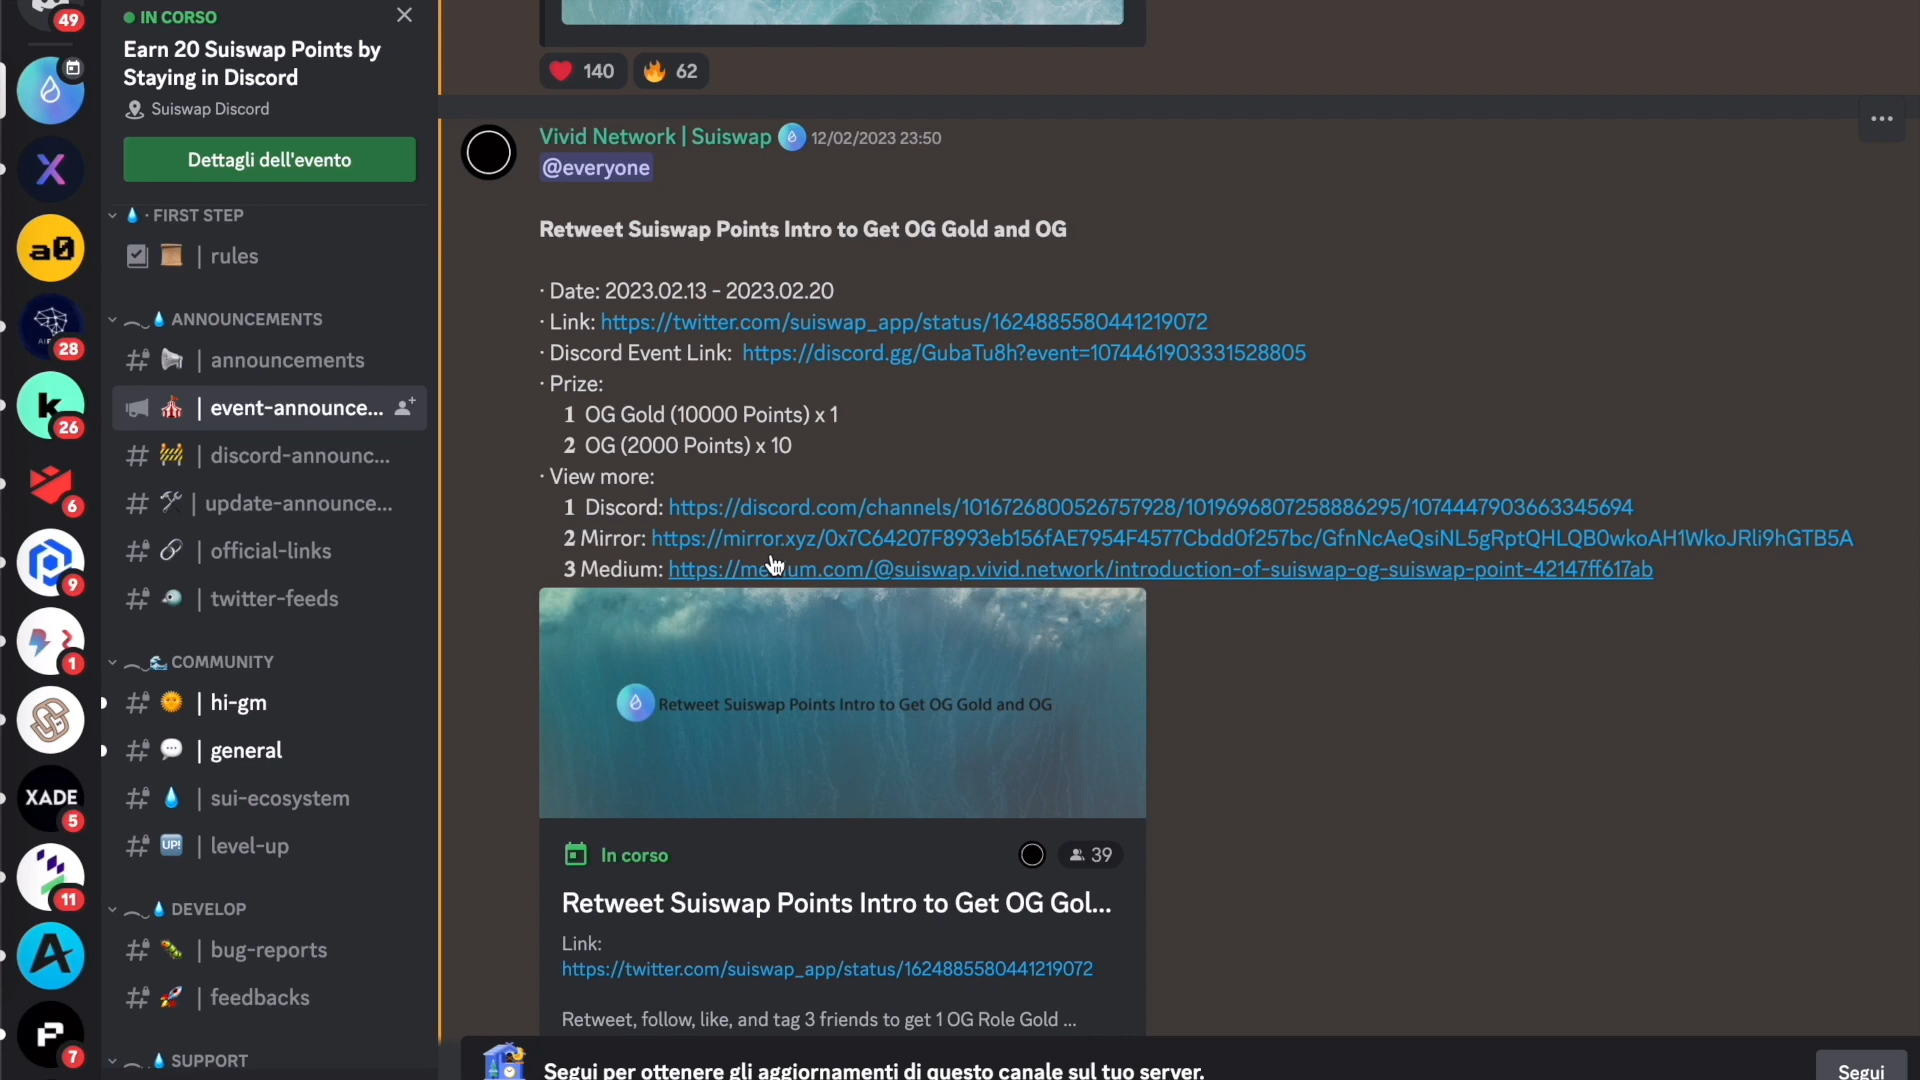 49
IN CORSO
Earn 20 Suiswap Points by
Staying in Discord
Suiswap Discord
Dettagli dell'evento
FIRST STEP
| rules
ANNOUNCEMENTS
| announcements
| event-announce...
| discord-announc...
| update-announce...
| official-links
| twitter-feeds
COMMUNITY
| hi-gm
| general
| sui-ecosystem
UP!
| level-up
DEVELOP
| bug-reports
| feedbacks
SUPPORT
X
a0
28
k
26
6
9
1
XADE
5
11
A
P
7
140
62
Vivid Network | Suiswap 12/02/2023 23:50
@everyone
Retweet Suiswap Points Intro to Get OG Gold and OG
· Date: 2023.02.13 - 2023.02.20
· Link: https://twitter.com/suiswap_app/status/1624885580441219072
· Discord Event Link: https://discord.gg/GubaTu8h?event=1074461903331528805
· Prize:
1 OG Gold (10000 Points) x 1
2 OG (2000 Points) x 10
· View more:
1 Discord: https://discord.com/channels/1016726800526757928/1019696807258886295/1074447903663345694
2 Mirror: https://mirror.xyz/0x7C64207F8993eb156fAE7954F4577Cbdd0f257bc/GfnNcAeQsiNL5gRptQHLQB0wkoAH1WkoJRli9hGTB5A
3 Medium: https://medium.com/@suiswap.vivid.network/introduction-of-suiswap-og-suiswap-point-42147ff617ab
Retweet Suiswap Points Intro to Get OG Gold and OG
In corso
39
Retweet Suiswap Points Intro to Get OG Gol...
Link:
https://twitter.com/suiswap_app/status/1624885580441219072
Retweet, follow, like, and tag 3 friends to get 1 OG Role Gold ...
Segui per ottenere gli aggiornamenti di questo canale sul tuo server.
Segui